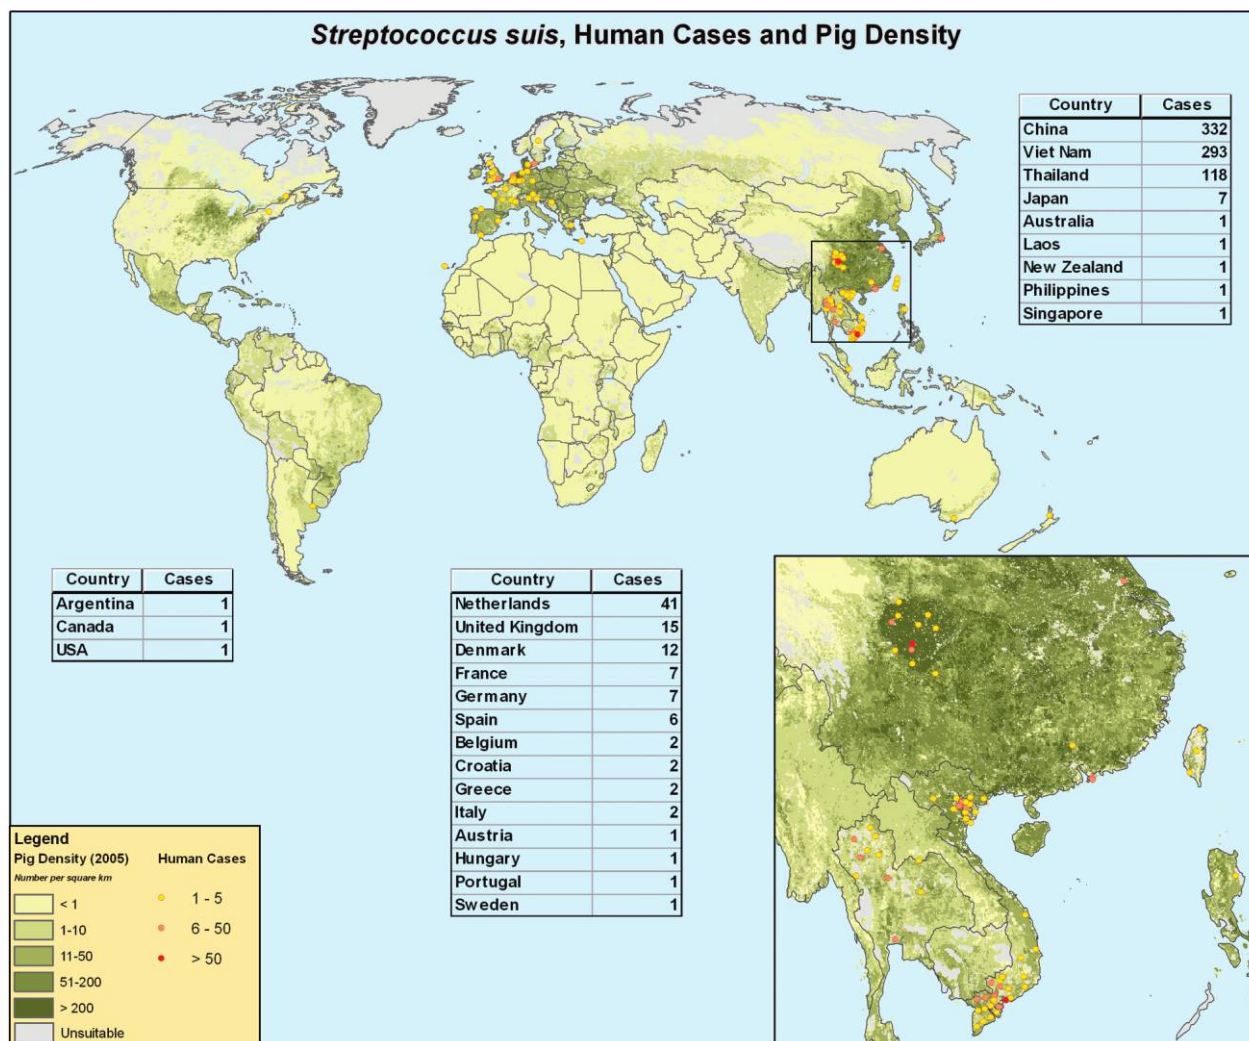 Streptococcus suis, Human Cases and Pig Density
Country Cases
China 332
Viet Nam 293
Thailand 118
Japan 7
Australia 1
Laos 1
New Zealand 1
Philippines 1
Singapore 1
Country Cases
Argentina 1
Canada 1
USA 1
Country Cases
Netherlands 41
United Kingdom 15
Denmark 12
France 7
Germany 7
Spain 6
Belgium 2
Croatia 2
Greece 2
Italy 2
Austria 1
Hungary 1
Portugal 1
Sweden 1
Legend
Pig Density (2005) Human Cases
Number per square km
< 1
1-10
11-50
51-200
> 200
Unsuitable
1 - 5
6 - 50
> 50